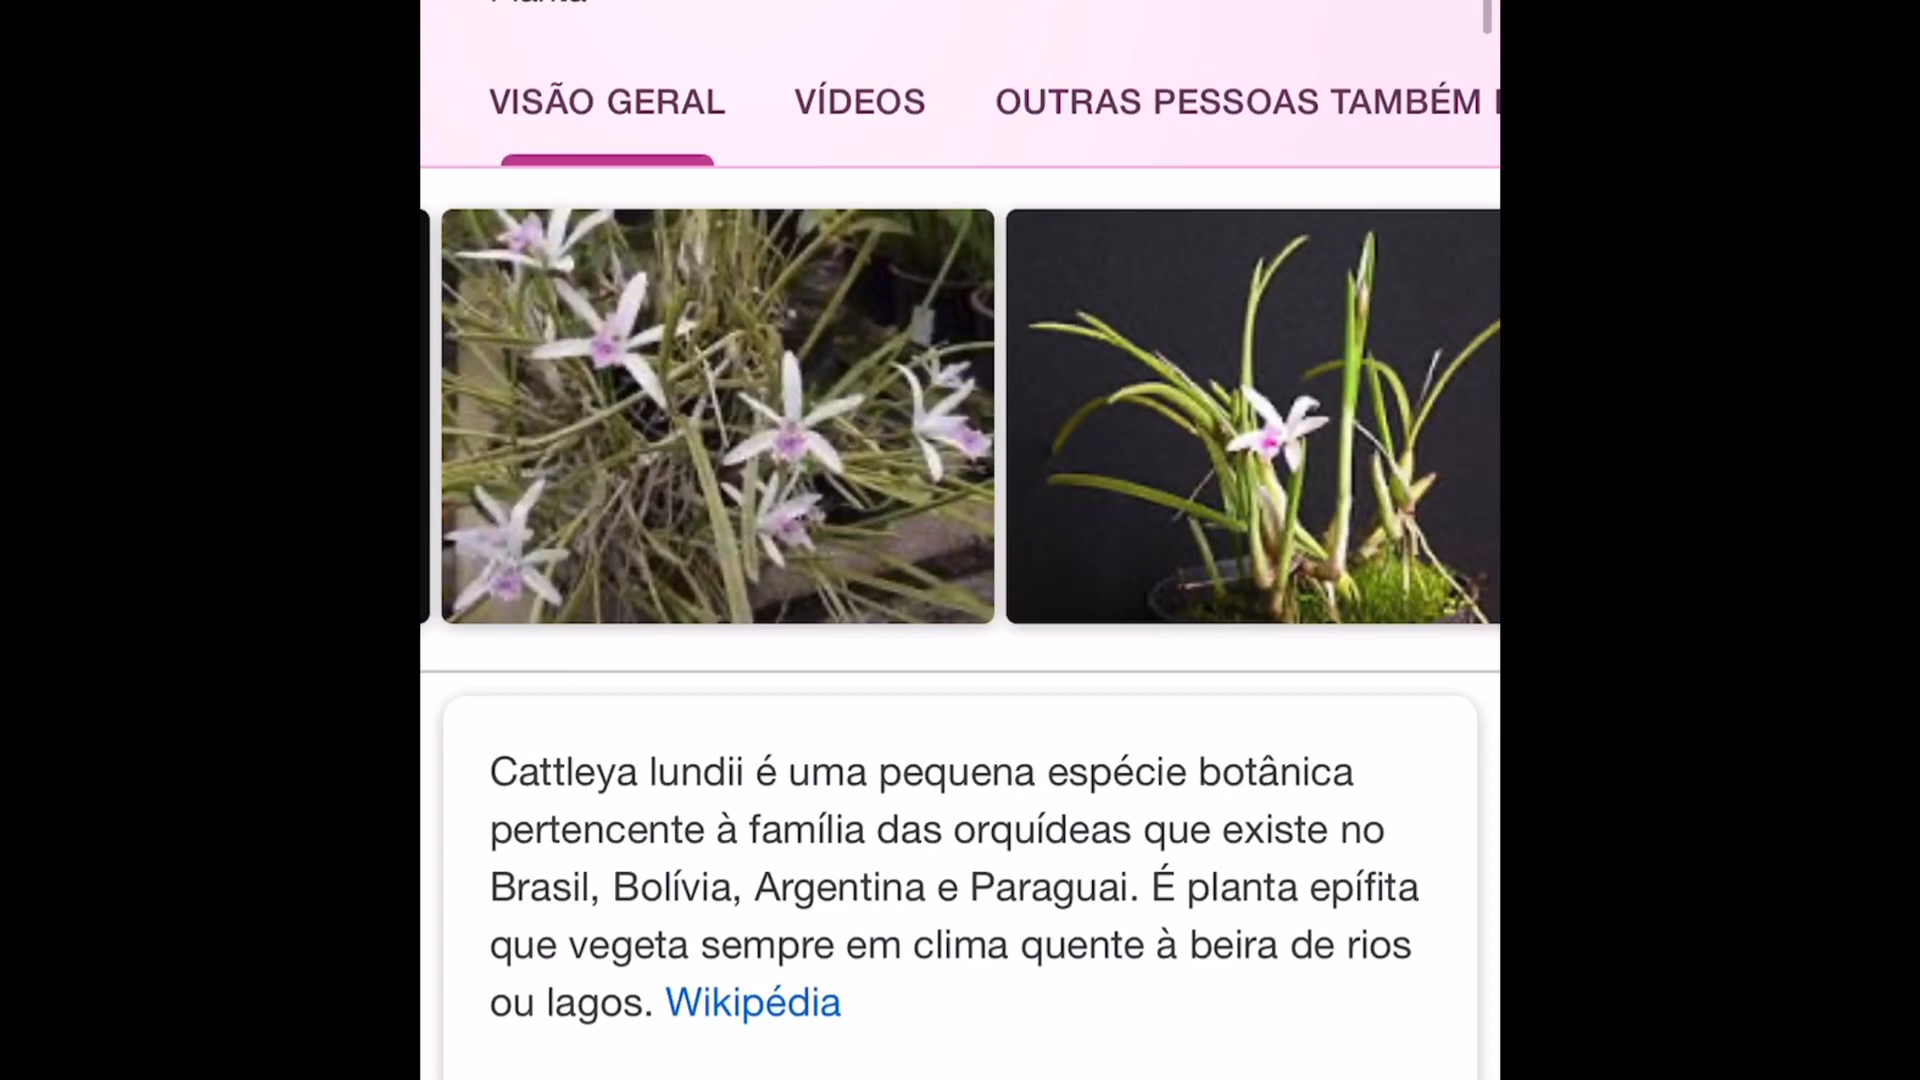 VISÃO GERAL VÍDEOS OUTRAS PESSOAS TAMBÉM
Cattleya lundii é uma pequena espécie botânica
pertencente à família das orquídeas que existe no
Brasil, Bolívia, Argentina e Paraguai. É planta epífita
que vegeta sempre em clima quente à beira de rios
ou lagos. Wikipédia